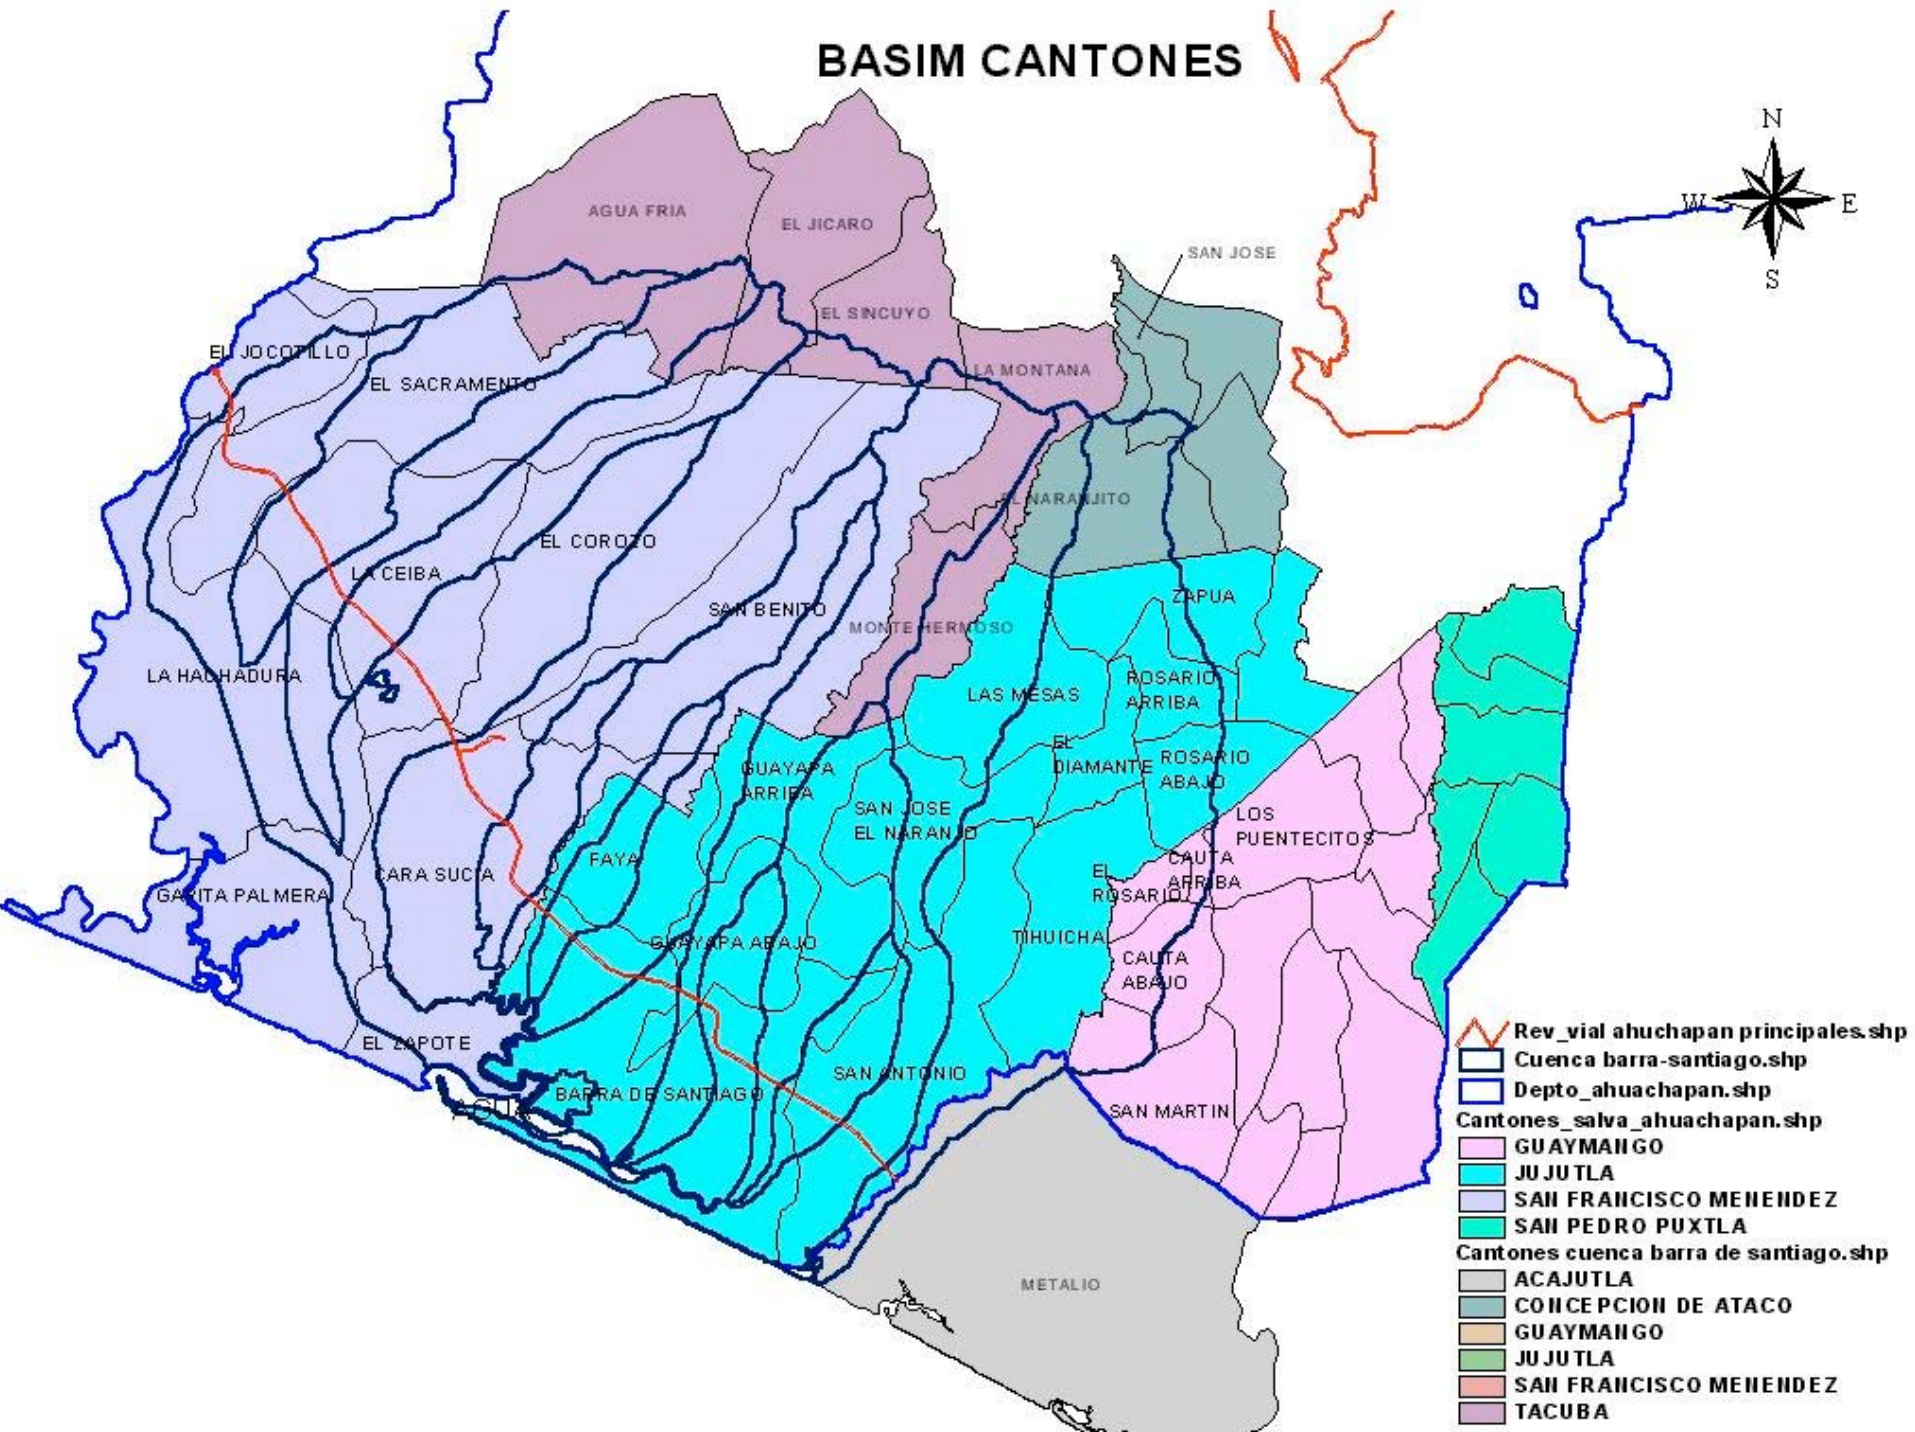 BASIM CANTONES
N
W
E
S
AGUA FRIA
EL JICARO
SAN JOSE
EL SINCUYO
EL JOCOTILLO
LA MONTANA
EL SACRAMENTO
EL NARANJITO
EL COROZO
LA CEIBA
ZAPUA
SAN BENITO
MONTE HERMOSO
LA HACHADURA
LAS MESAS
ROSARIO
ARRIBA
EL
DIAMANTE
ROSARIO
ABAJO
GUAYAPA
ARRIBA
SAN JOSE
EL NARANJO
LOS
PUENTECITOS
FAYA
CARA SUCIA
CAUTA
ARRIBA
EL
ROSARIO
GARITA PALMERA
GUAYAPA ABAJO
TIHUICHA
CAUTA
ABAJO
EL ZAPOTE
SAN ANTONIO
BARRA DE SANTIAGO
AGUA
SAN MARTIN
METALIO
Rev_vial ahuchapan principales.shp
Cuenca barra-santiago.shp
Depto_ahuachapan.shp
Cantones_salva_ahuachapan.shp
GUAYMANGO
JUJUTLA
SAN FRANCISCO MENENDEZ
SAN PEDRO PUXTLA
Cantones cuenca barra de santiago.shp
ACAJUTLA
CONCEPCION DE ATACO
GUAYMANGO
JUJUTLA
SAN FRANCISCO MENENDEZ
TACUBA